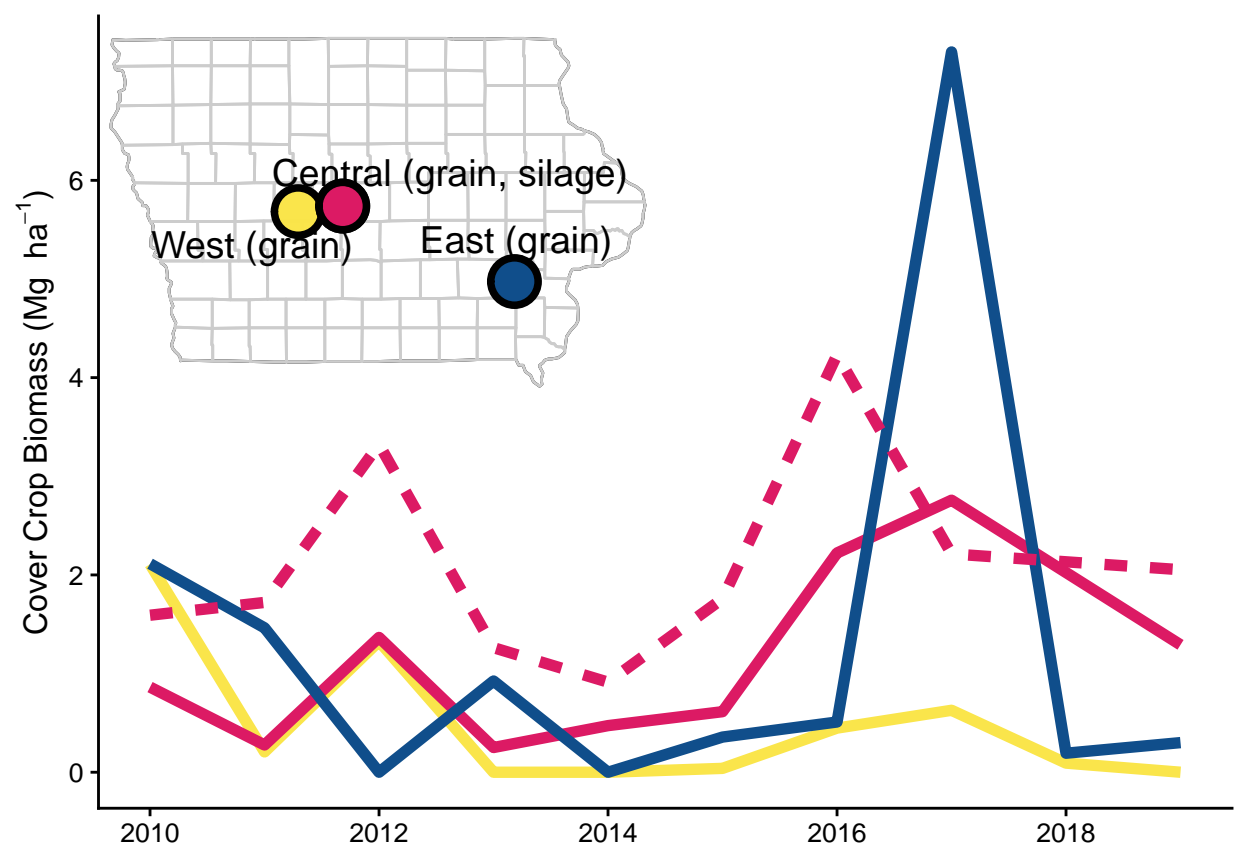 Cover Crop Biomass (Mg ha⁻¹)
6
4
2
0
Central (grain, silage)
West (grain)
East (grain)
2010
2012
2014
2016
2018